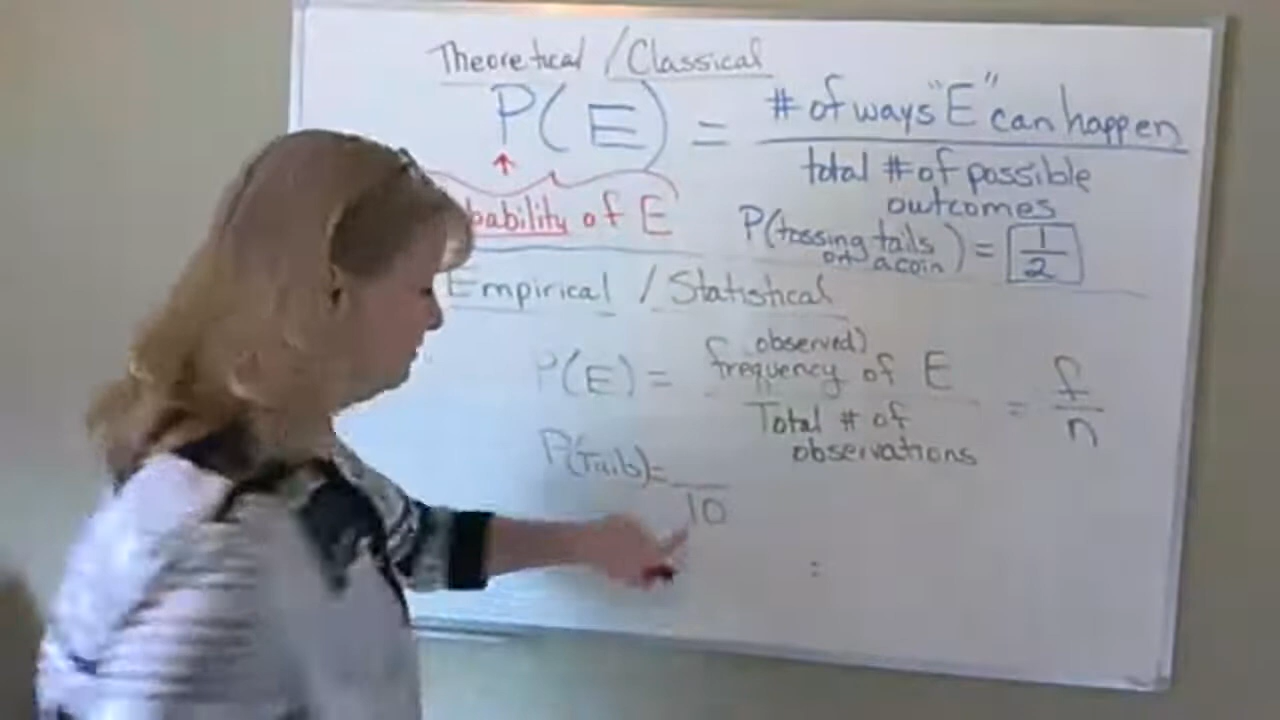 Theoretical / Classical
P(E) = # of ways "E" can happen
total # of possible
outcomes
bability of E
P(tossing tails on a coin) = 1/2
Empirical / Statistical
P(E) = observed) frequency of E = f/n
Total # of
observations
P(Tails) =
10